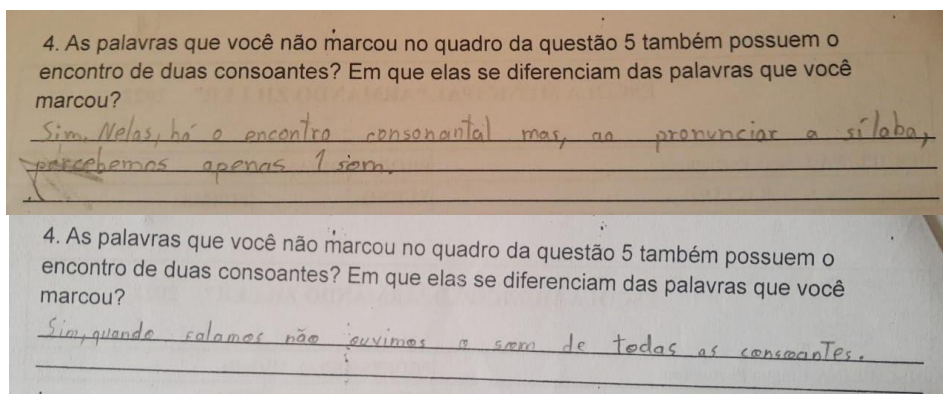 4. As palavras que você não marcou no quadro da questão 5 também possuem o
encontro de duas consoantes? Em que elas se diferenciam das palavras que você
marcou?
Sim, Nelas, há o encontro consonantal mas, ao pronunciar a sílaba,
percebemos apenas 1 som.
4. As palavras que você não marcou no quadro da questão 5 também possuem o
encontro de duas consoantes? Em que elas se diferenciam das palavras que você
marcou?
Sim, quando falamos não ouvimos o som de todas as consoantes.